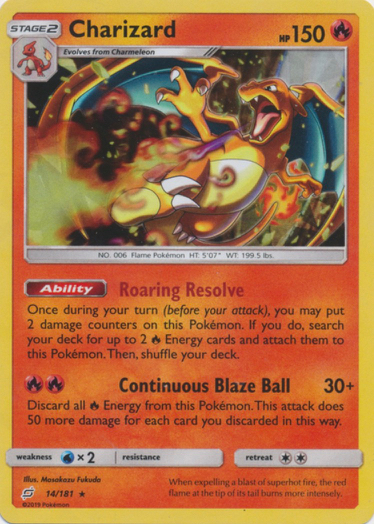 STAGE 2
Charizard
HP 150
Evolves from Charmeleon
NO. 006 Flame Pokémon HT: 5'07" WT: 199.5 lbs.
Ability Roaring Resolve
Once during your turn (before your attack), you may put
2 damage counters on this Pokémon. If you do, search
your deck for up to 2 Energy cards and attach them to
this Pokémon. Then, shuffle your deck.
Continuous Blaze Ball 30+
Discard all Energy from this Pokémon. This attack does
50 more damage for each card you discarded in this way.
weakness ×2 resistance retreat
Illus. Masakazu Fukuda
14/181 ★
©2019 Pokémon
When expelling a blast of superhot fire, the red
flame at the tip of its tail burns more intensely.